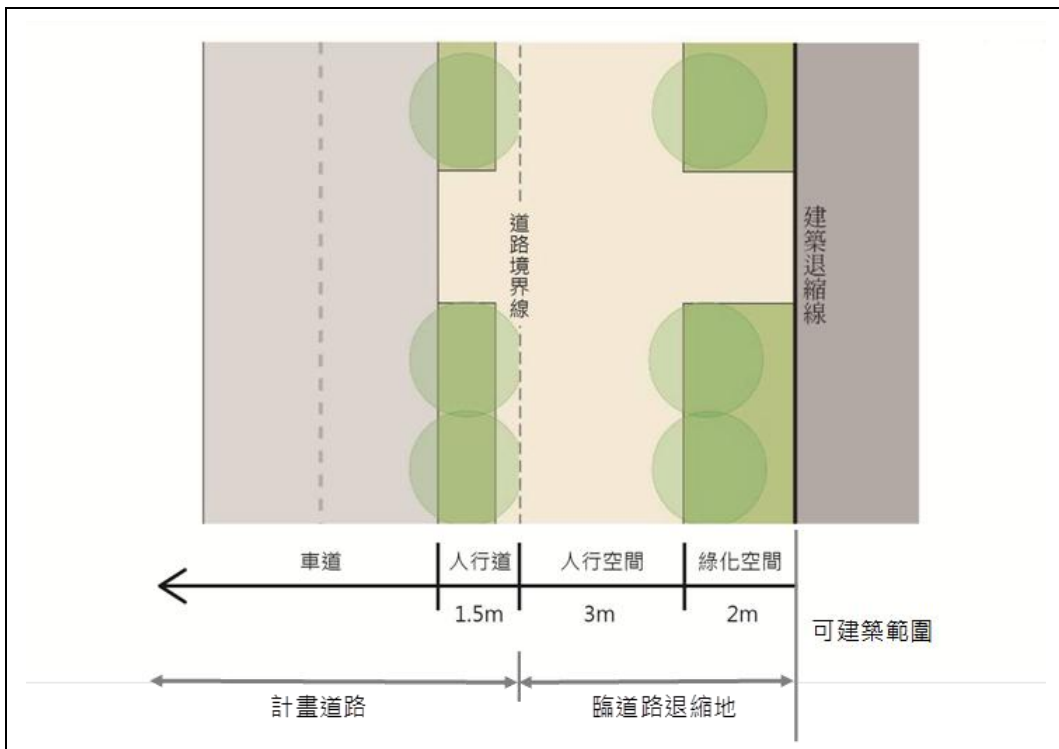 道路境界線
建築退縮線
車道
人行道
人行空間
綠化空間
1.5m
3m
2m
可建築範圍
計畫道路
臨道路退縮地